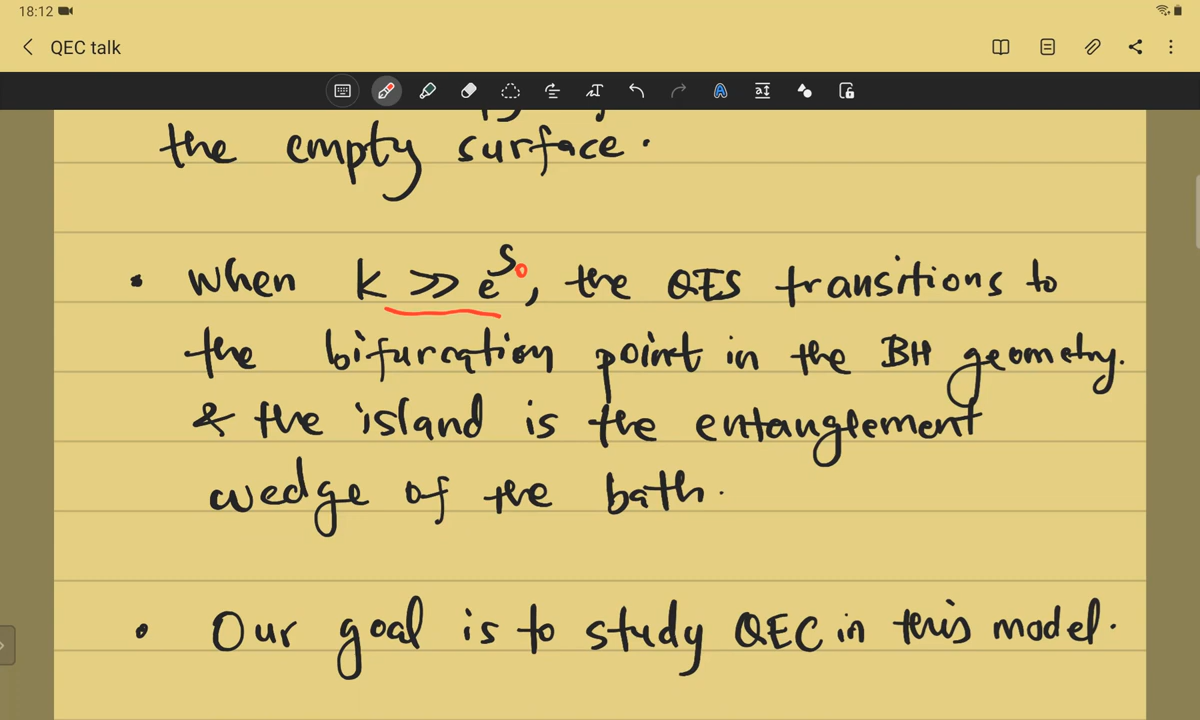 18:12
QEC talk
the empty surface.
• When k >> e^S0, the QES transitions to
the bifurcation point in the BH geometry.
& the island is the entanglement
wedge of the bath.
• Our goal is to study QEC in this model.